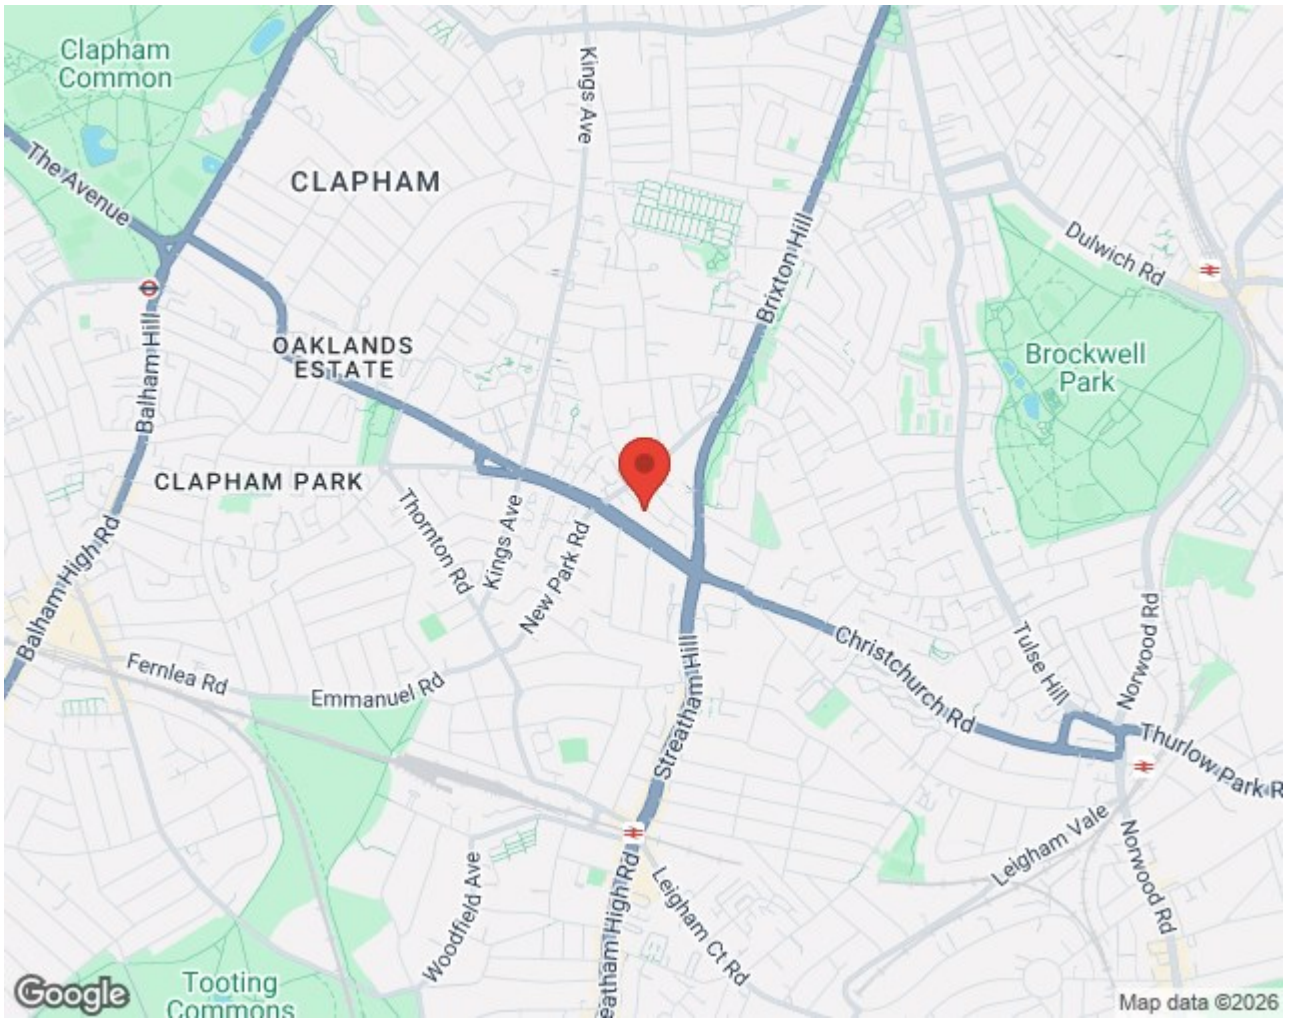 Clapham
Common
Kings Ave
The Avenue
CLAPHAM
Dulwich Rd
Brixton Hill
OAKLANDS
ESTATE
Balham Hill
Brockwell
Park
CLAPHAM PARK
Thornton Rd
Kings Ave
New Park Rd
Balham High Rd
Christchurch Rd
Tulse Hill
Norwood Rd
Fernlea Rd
Emmanuel Rd
Streatham Hill
Thurlow Park R
Leigham Vale
Norwood Rd
Woodfield Ave
eatham High Rd
Leigham Ct Rd
Tooting
Commons
Google
Map data ©2026